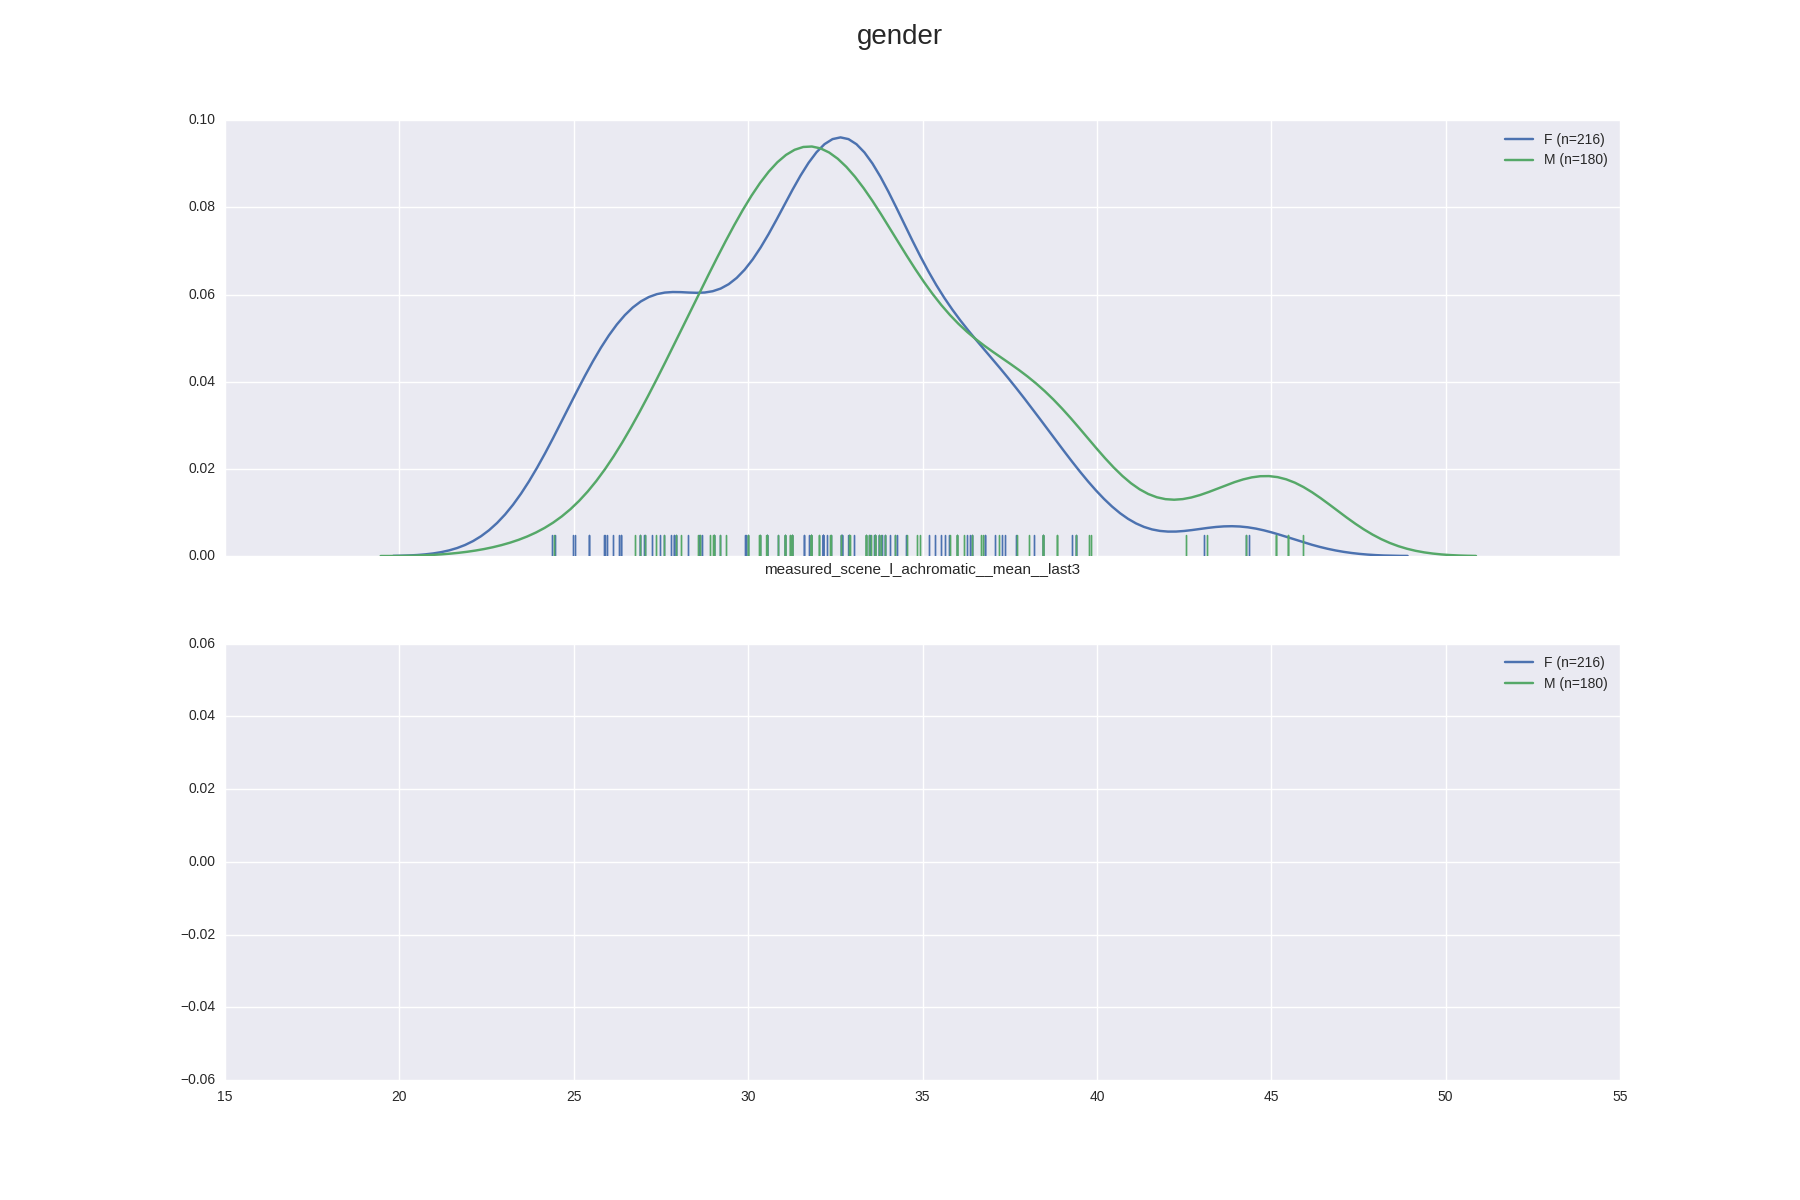 gender
0.10
0.08
0.06
0.04
0.02
0.00
F (n=216)
M (n=180)
measured_scene_l_achromatic__mean__last3
0.06
0.04
0.02
0.00
−0.02
−0.04
−0.06
F (n=216)
M (n=180)
15 20 25 30 35 40 45 50 55